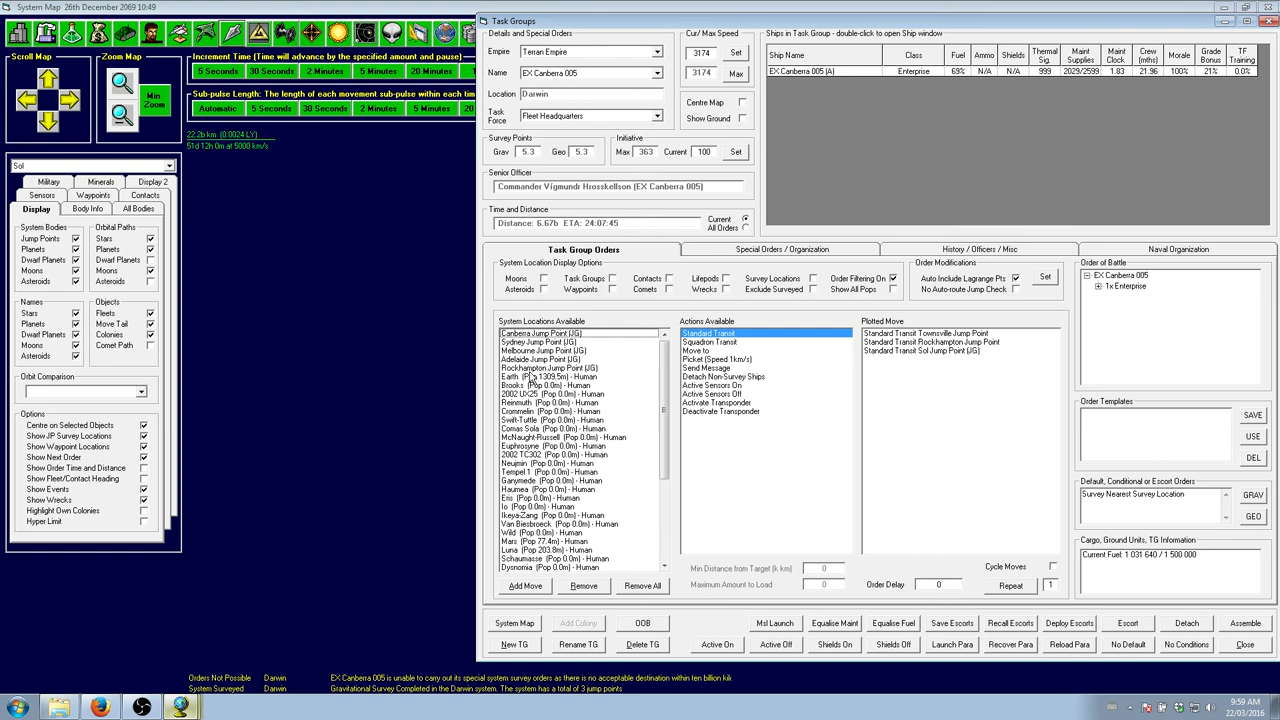 System Map  26th December 2069 10:49
Scroll Map
Zoom Map
Min Zoom
Increment Time (Time will advance by the specified amount and pause)
5 Seconds
30 Seconds
2 Minutes
5 Minutes
20 Minutes
Sub-pulse Length: The length of each movement sub-pulse within each time
Automatic
5 Seconds
30 Seconds
2 Minutes
5 Minutes
20
22.2b km  (0.0024 LY)
51d 12h 0m at 5000 km/s
Sol
Military
Minerals
Display 2
Sensors
Waypoints
Contacts
Display
Body Info
All Bodies
System Bodies
Jump Points
Planets
Dwarf Planets
Moons
Asteroids
Orbital Paths
Stars
Planets
Dwarf Planets
Moons
Asteroids
Names
Stars
Planets
Dwarf Planets
Moons
Asteroids
Objects
Fleets
Move Tail
Colonies
Comet Path
Orbit Comparison
Options
Centre on Selected Objects
Show JP Survey Locations
Show Waypoint Locations
Show Next Order
Show Order Time and Distance
Show Fleet/Contact Heading
Show Events
Show Wrecks
Highlight Own Colonies
Hyper Limit
Task Groups
Details and Special Orders
Empire
Terran Empire
Name
EX Canberra 005
Location
Darwin
Task Force
Fleet Headquarters
Cur/ Max Speed
3174
Set
3174
Max
Centre Map
Show Ground
Survey Points
Grav
5.3
Geo
5.3
Initiative
Max
363
Current
100
Set
Senior Officer
Commander Vígmundr Hrosskellson (EX Canberra 005)
Time and Distance
Distance: 6.67b  ETA: 24:07:45
Current
All Orders
Ships in Task Group - double-click to open Ship window
Ship Name
Class
Fuel
Ammo
Shields
Thermal Sig.
Maint Supplies
Maint Clock
Crew (mths)
Morale
Grade Bonus
TF Training
EX Canberra 005 (A)
Enterprise
69%
N/A
N/A
999
2029/2599
1.83
21.96
100%
21%
0.0%
Task Group Orders
Special Orders / Organization
History / Officers / Misc
Naval Organization
System Location Display Options
Moons
Task Groups
Contacts
Lifepods
Survey Locations
Order Filtering On
Asteroids
Waypoints
Comets
Wrecks
Exclude Surveyed
Show All Pops
Order Modifications
Auto Include Lagrange Pts
Set
No Auto-route Jump Check
Order of Battle
EX Canberra 005
1x Enterprise
System Locations Available
Canberra Jump Point (JG)
Sydney Jump Point (JG)
Melbourne Jump Point (JG)
Adelaide Jump Point (JG)
Rockhampton Jump Point (JG)
Earth  (Pop 1309.5m) - Human
Brooks  (Pop 0.0m) - Human
2002 UX25  (Pop 0.0m) - Human
Reinmuth  (Pop 0.0m) - Human
Crommelin  (Pop 0.0m) - Human
Swift-Tuttle  (Pop 0.0m) - Human
Comas Sola  (Pop 0.0m) - Human
McNaught-Russell  (Pop 0.0m) - Human
Euphrosyne  (Pop 0.0m) - Human
2002 TC302  (Pop 0.0m) - Human
Neujmin  (Pop 0.0m) - Human
Tempel 1  (Pop 0.0m) - Human
Ganymede  (Pop 0.0m) - Human
Haumea  (Pop 0.0m) - Human
Eris  (Pop 0.0m) - Human
Io  (Pop 0.0m) - Human
Ikeya-Zang  (Pop 0.0m) - Human
Van Biesbroeck  (Pop 0.0m) - Human
Wild  (Pop 0.0m) - Human
Mars  (Pop 77.4m) - Human
Luna  (Pop 203.8m) - Human
Schaumasse  (Pop 0.0m) - Human
Dysnomia  (Pop 0.0m) - Human
Actions Available
Standard Transit
Squadron Transit
Move to
Picket (Speed 1km/s)
Send Message
Detach Non-Survey Ships
Active Sensors On
Active Sensors Off
Activate Transponder
Deactivate Transponder
Plotted Move
Standard Transit Townsville Jump Point
Standard Transit Rockhampton Jump Point
Standard Transit Sol Jump Point (JG)
Order Templates
SAVE
USE
DEL
Default, Conditional or Escort Orders
Survey Nearest Survey Location
GRAV
GEO
Cargo, Ground Units, TG Information
Current Fuel: 1 031 640 / 1 500 000
Min Distance from Target (k km)
0
Cycle Moves
Add Move
Remove
Remove All
Maximum Amount to Load
0
Order Delay
0
Repeat
1
System Map
Add Colony
OOB
Msl Launch
Equalise Maint
Equalise Fuel
Save Escorts
Recall Escorts
Deploy Escorts
Escort
Detach
Assemble
New TG
Rename TG
Delete TG
Active On
Active Off
Shields On
Shields Off
Launch Para
Recover Para
Reload Para
No Default
No Conditions
Close
Orders Not Possible
Darwin
EX Canberra 005 is unable to carry out its special system survey orders as there is no acceptable destination within ten billion
System Surveyed
Darwin
Gravitational Survey Completed in the Darwin system. The system has a total of 3 jump points
9:59 AM
22/03/2016